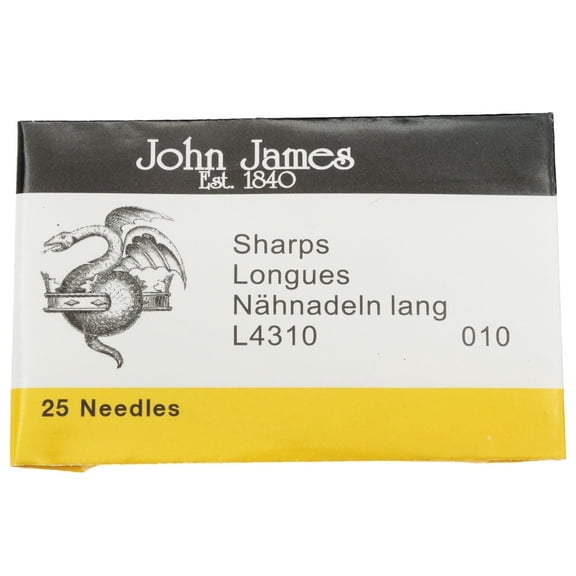 John James
Est. 1840
Sharps
Longues
Nähnadeln lang
L4310 010
25 Needles